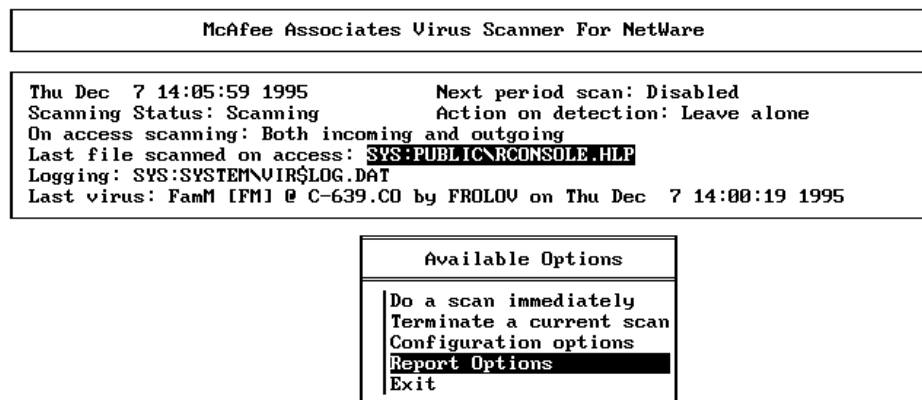 McAfee Associates Virus Scanner For NetWare
Thu Dec  7 14:05:59 1995 Next period scan: Disabled
Scanning Status: Scanning Action on detection: Leave alone
On access scanning: Both incoming and outgoing
Last file scanned on access: SYS:PUBLIC\RCONSOLE.HLP
Logging: SYS:SYSTEM\VIR$LOG.DAT
Last virus: FamM [FM] @ C-639.CO by FROLOV on Thu Dec  7 14:00:19 1995
Available Options
Do a scan immediately
Terminate a current scan
Configuration options
Report Options
Exit